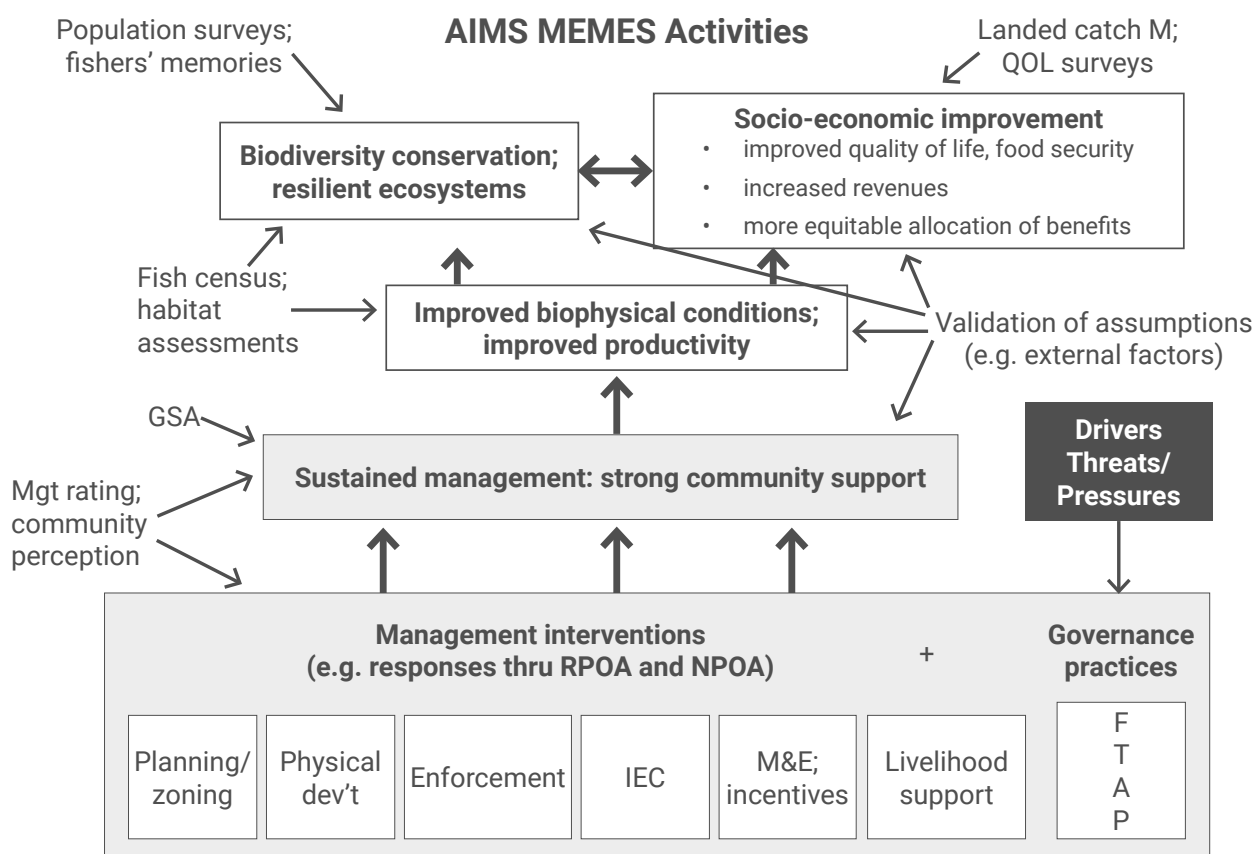 AIMS MEMES Activities
Population surveys;
fishers’ memories
Landed catch M;
QOL surveys
Biodiversity conservation;
resilient ecosystems
Socio-economic improvement
• improved quality of life, food security
• increased revenues
• more equitable allocation of benefits
Fish census;
habitat
assessments
Improved biophysical conditions;
improved productivity
Validation of assumptions
(e.g. external factors)
GSA
Drivers
Threats/
Pressures
Sustained management: strong community support
Mgt rating;
community
perception
Management interventions
(e.g. responses thru RPOA and NPOA)
+
Governance
practices
Planning/
zoning
Physical
dev’t
Enforcement
IEC
M&E;
incentives
Livelihood
support
F
T
A
P